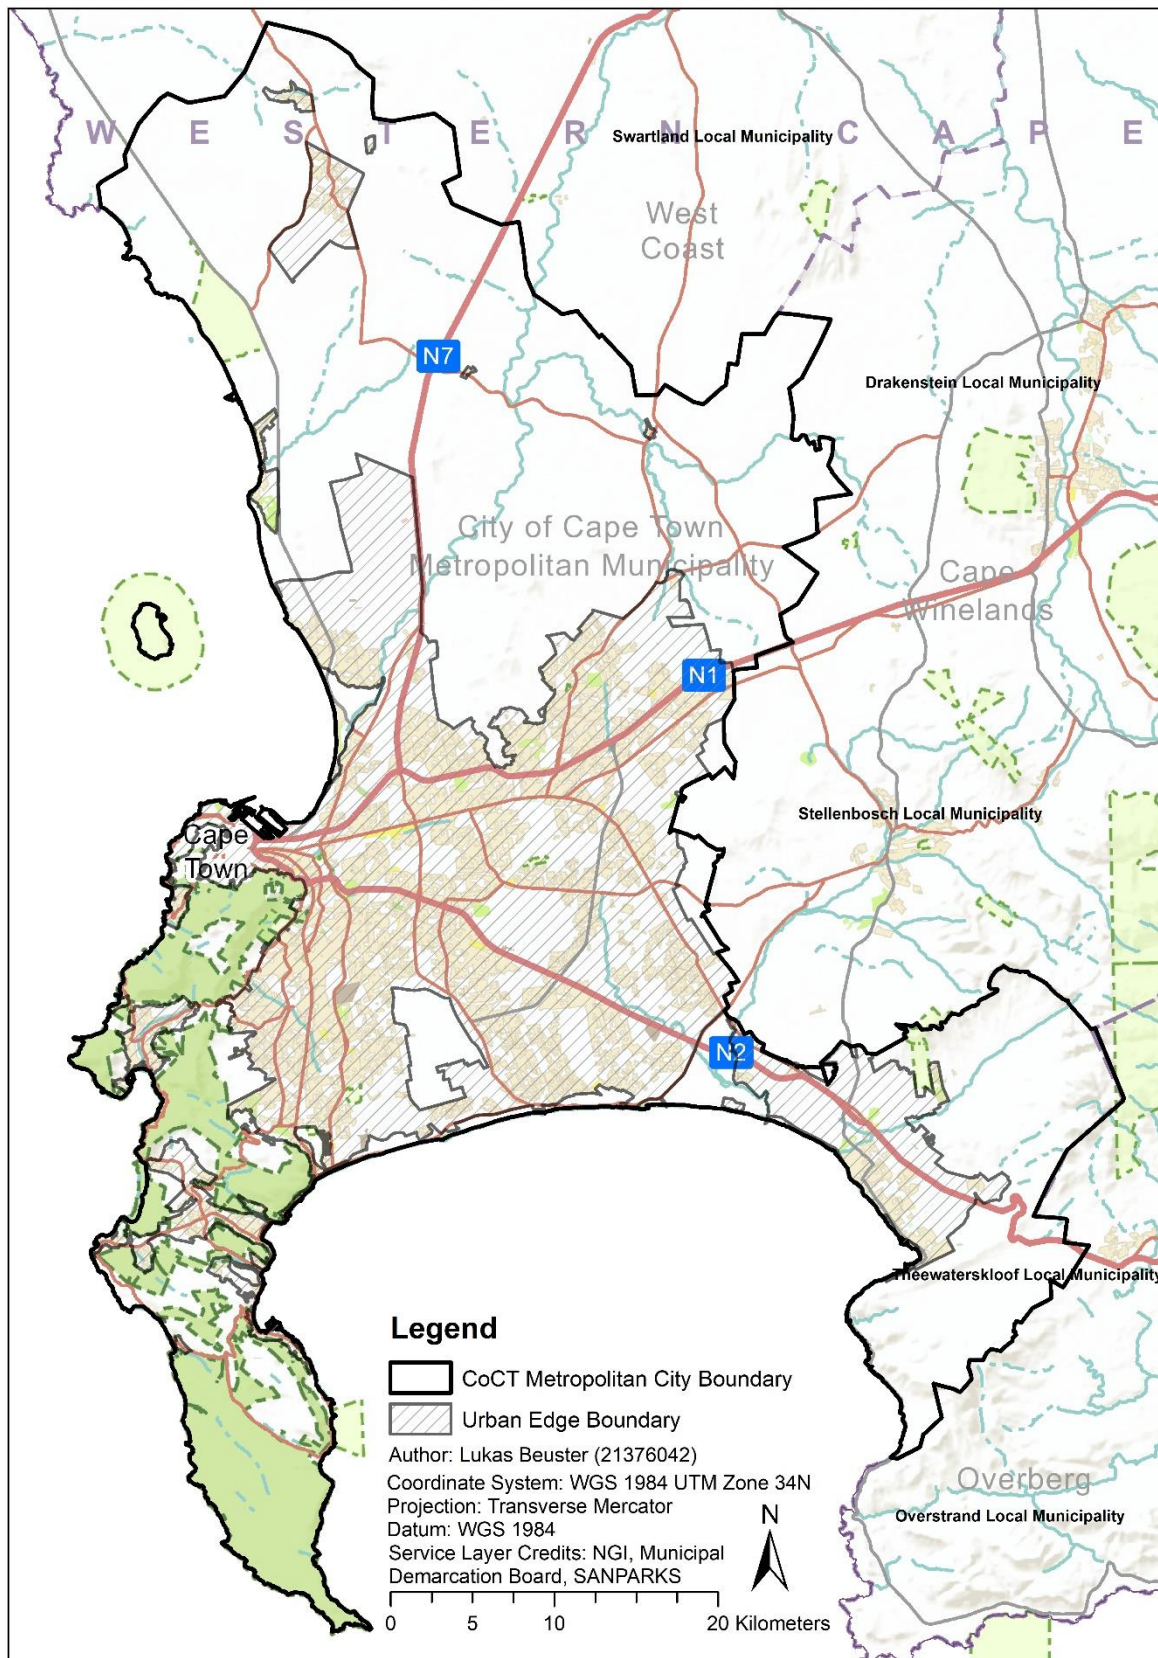 W E S T E R N C A P E
Swartland Local Municipality
West
Coast
N7
Drakenstein Local Municipality
City of Cape Town
Metropolitan Municipality
Cape
Winelands
N1
Stellenbosch Local Municipality
Cape
Town
N2
Theewaterskloof Local Municipality
Legend
CoCT Metropolitan City Boundary
Urban Edge Boundary
Author: Lukas Beuster (21376042)
Coordinate System: WGS 1984 UTM Zone 34N
Projection: Transverse Mercator
Datum: WGS 1984
Service Layer Credits: NGI, Municipal
Demarcation Board, SANPARKS
N
0 5 10 20 Kilometers
Overberg
Overstrand Local Municipality